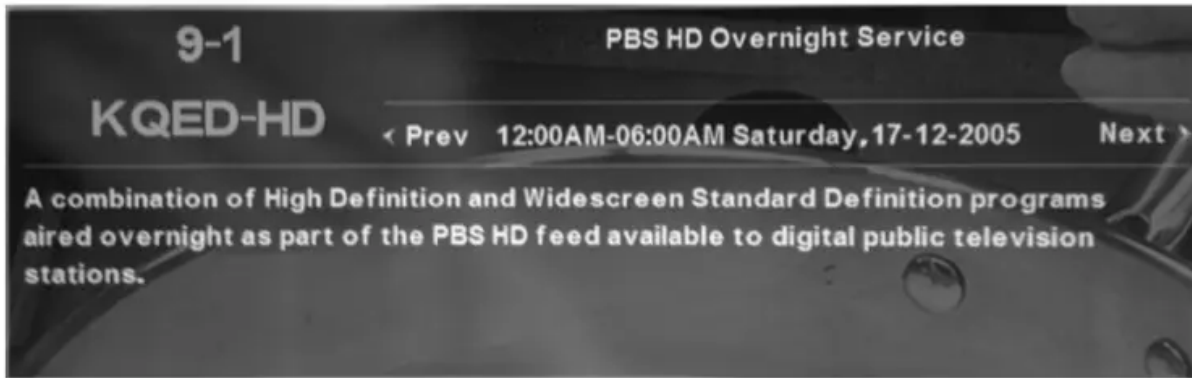 9-1
PBS HD Overnight Service
KQED-HD
< Prev 12:00AM-06:00AM Saturday,17-12-2005 Next >
A combination of High Definition and Widescreen Standard Definition programs
aired overnight as part of the PBS HD feed available to digital public television
stations.